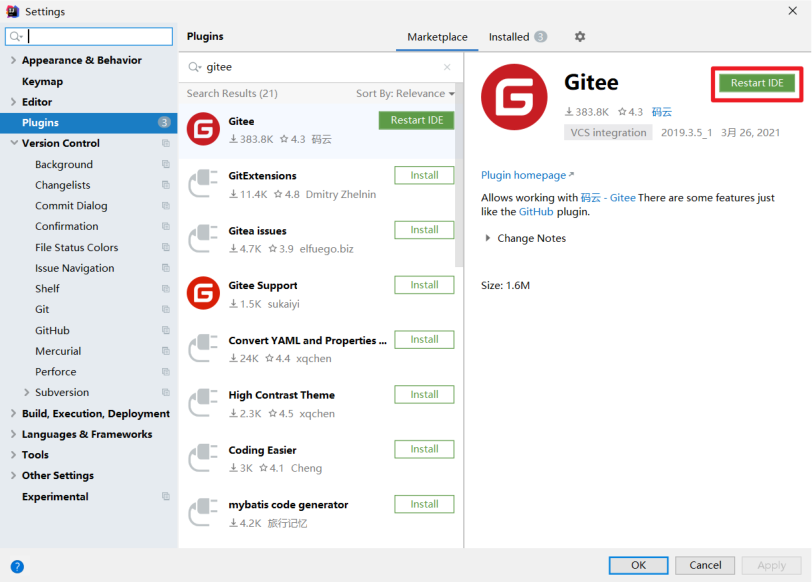 Settings
Appearance & Behavior
Keymap
Editor
Plugins 3
Version Control
Background
Changelists
Commit Dialog
Confirmation
File Status Colors
Issue Navigation
Shelf
Git
GitHub
Mercurial
Perforce
Subversion
Build, Execution, Deployment
Languages & Frameworks
Tools
Other Settings
Experimental
?
Plugins
Marketplace
Installed 3
gitee
Search Results (21) Sort By: Relevance
Gitee Restart IDE
383.8K 4.3 码云
GitExtensions Install
11.4K 4.8 Dmitry Zhelnin
Gitea issues Install
4.7K 3.9 elfuego.biz
Gitee Support Install
1.5K sukaiyi
Convert YAML and Properties ... Install
24K 4.4 xqchen
High Contrast Theme Install
2.3K 4.5 xqchen
Coding Easier Install
3K 4.1 Cheng
mybatis code generator Install
4.2K 旅行记忆
Gitee Restart IDE
383.8K 4.3 码云
VCS integration 2019.3.5_1 3月 26, 2021
Plugin homepage
Allows working with 码云 - Gitee There are some features just
like the GitHub plugin.
Change Notes
Size: 1.6M
OK Cancel Apply